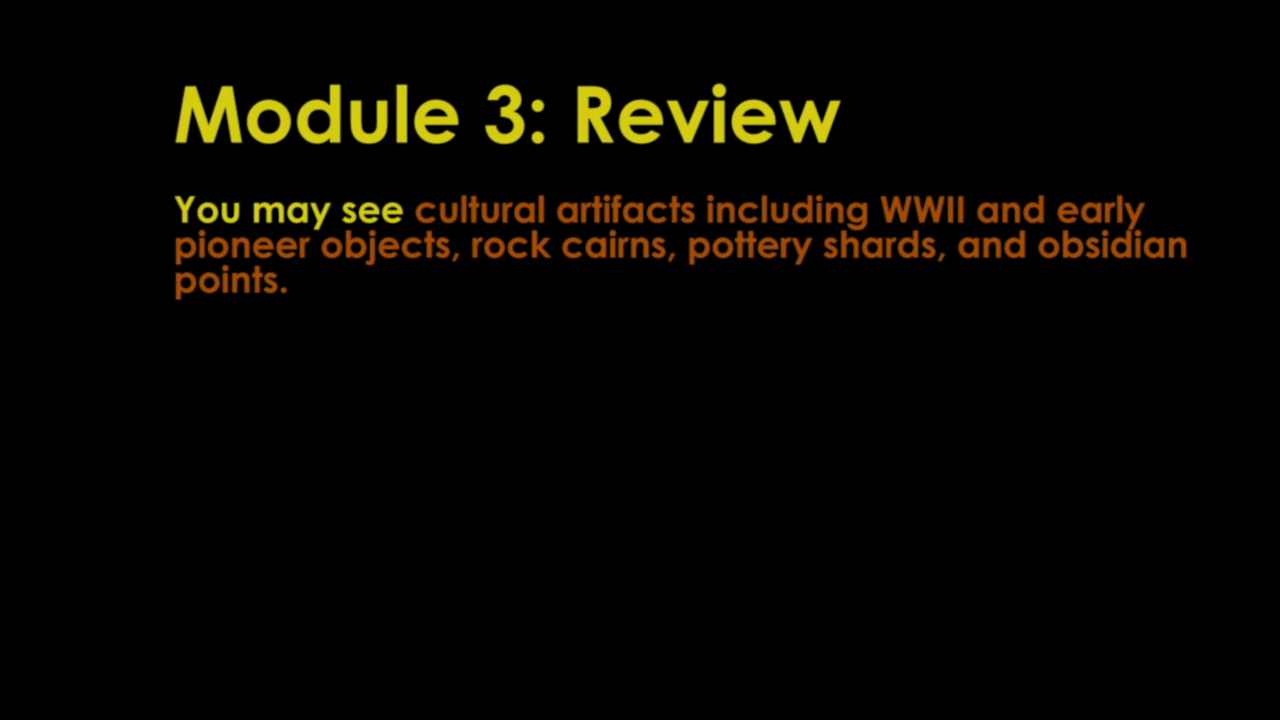 Module 3: Review
You may see cultural artifacts including WWII and early
pioneer objects, rock cairns, pottery shards, and obsidian
points.